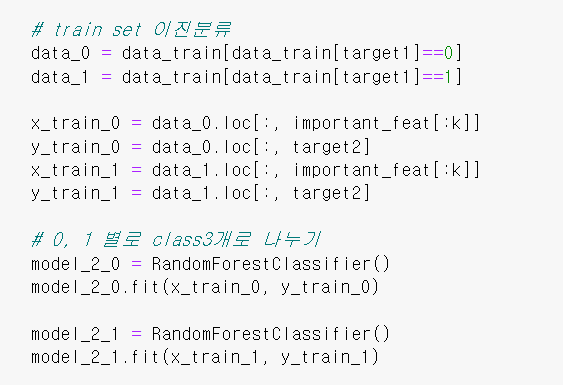 # train set 이진분류
data_0 = data_train[data_train[target1]==0]
data_1 = data_train[data_train[target1]==1]
x_train_0 = data_0.loc[:, important_feat[:k]]
y_train_0 = data_0.loc[:, target2]
x_train_1 = data_1.loc[:, important_feat[:k]]
y_train_1 = data_1.loc[:, target2]
# 0, 1 별로 class3개로 나누기
model_2_0 = RandomForestClassifier()
model_2_0.fit(x_train_0, y_train_0)
model_2_1 = RandomForestClassifier()
model_2_1.fit(x_train_1, y_train_1)